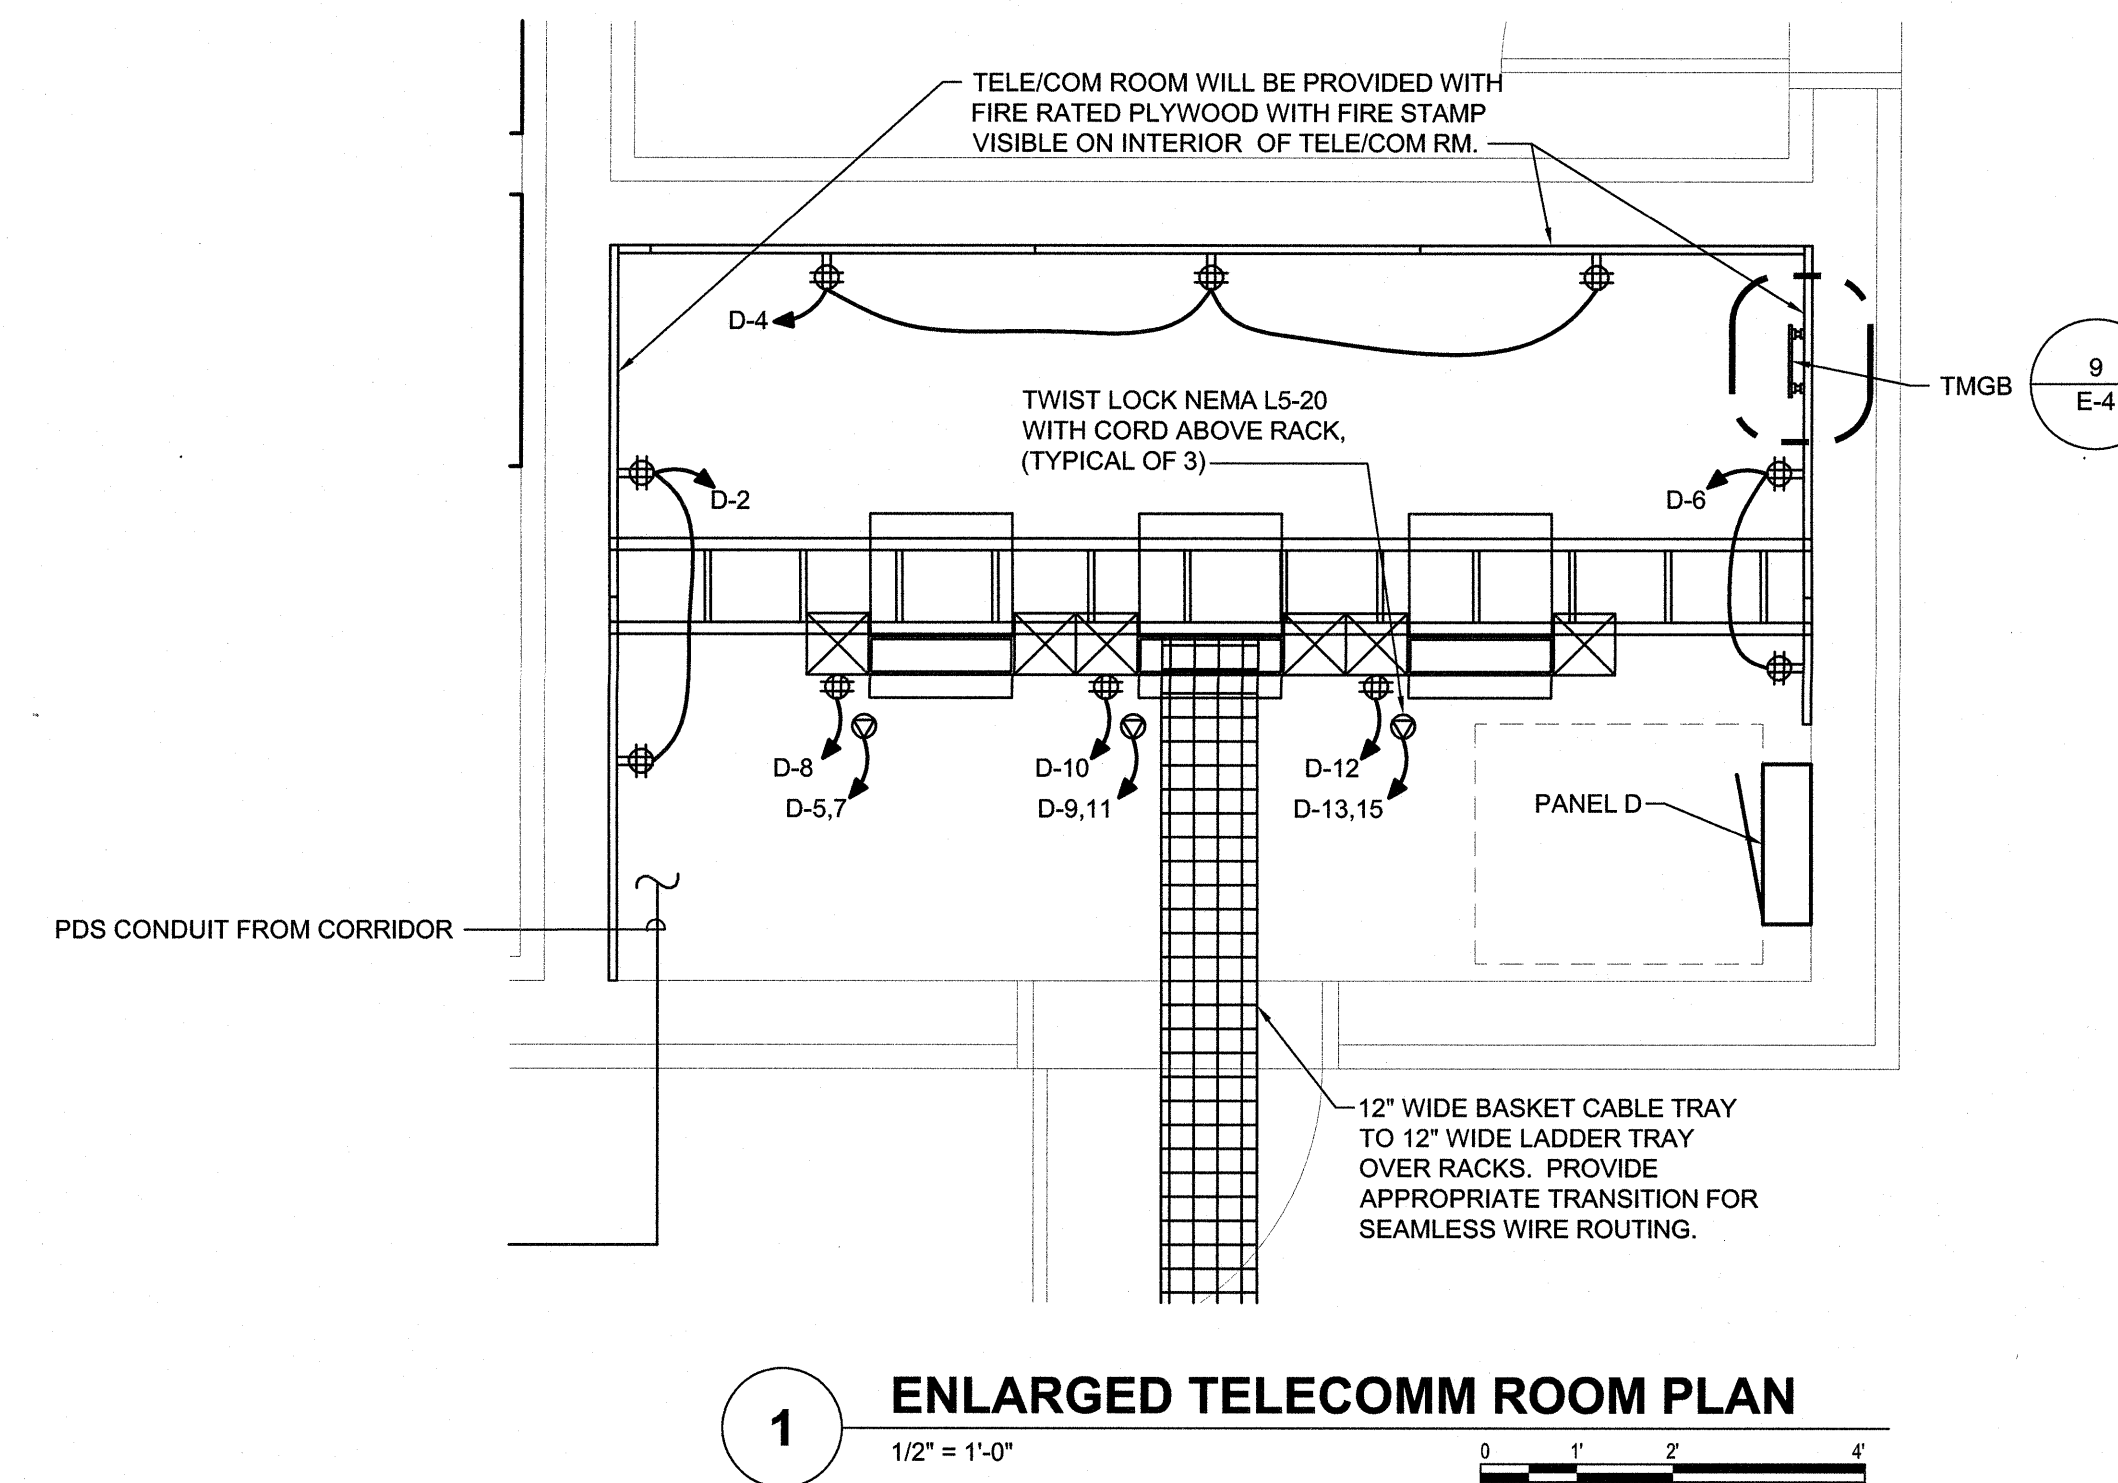 TELE/COM ROOM WILL BE PROVIDED WITH
FIRE RATED PLYWOOD WITH FIRE STAMP
VISIBLE ON INTERIOR OF TELE/COM RM.
D-4
TWIST LOCK NEMA L5-20
WITH CORD ABOVE RACK,
(TYPICAL OF 3)
TMGB
9
E-4
D-2
D-6
D-8
D-5,7
D-10
D-9,11
D-12
D-13,15
PANEL D
PDS CONDUIT FROM CORRIDOR
12" WIDE BASKET CABLE TRAY
TO 12" WIDE LADDER TRAY
OVER RACKS. PROVIDE
APPROPRIATE TRANSITION FOR
SEAMLESS WIRE ROUTING.
1
ENLARGED TELECOMM ROOM PLAN
1/2" = 1'-0"
0 1' 2' 4'